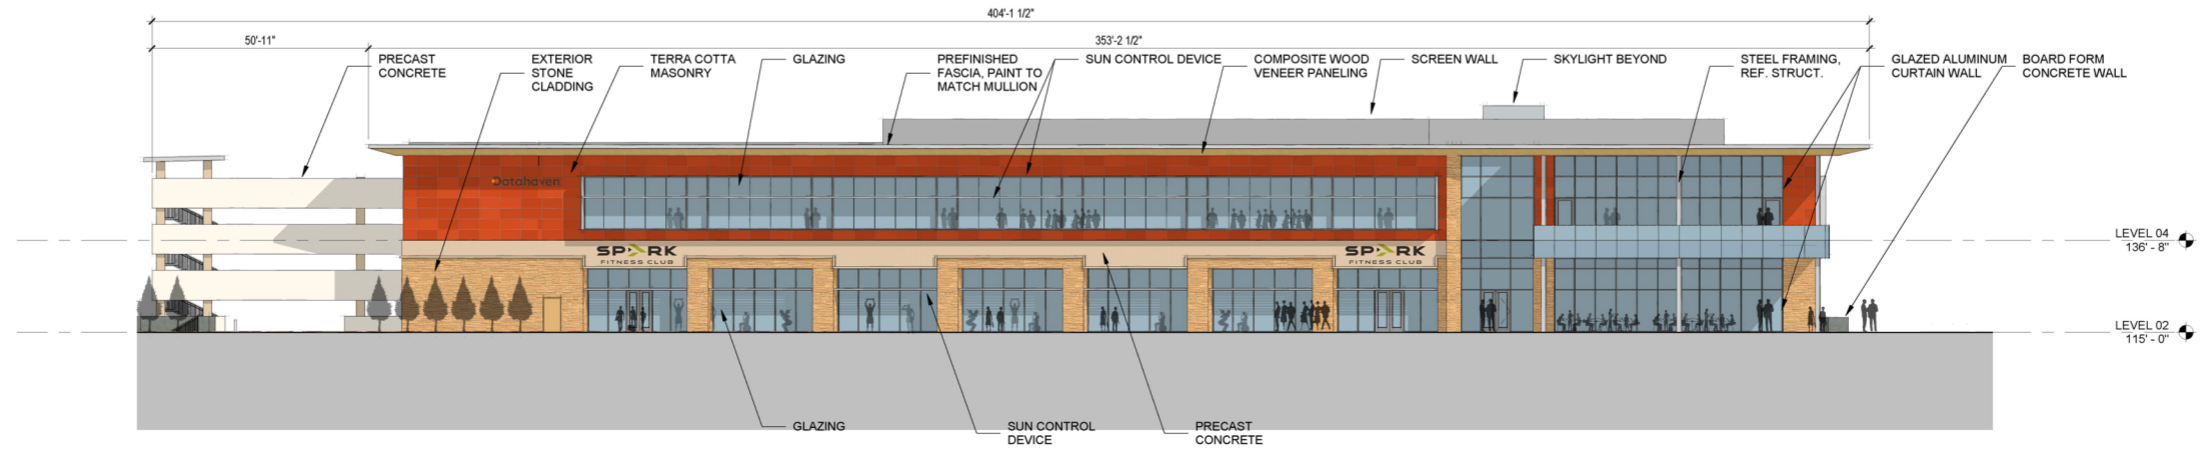 404'-1 1/2"
50'-11"
353'-2 1/2"
PRECAST
CONCRETE
EXTERIOR
STONE
CLADDING
TERRA COTTA
MASONRY
GLAZING
PREFINISHED
FASCIA, PAINT TO
MATCH MULLION
SUN CONTROL DEVICE
COMPOSITE WOOD
VENEER PANELING
SCREEN WALL
SKYLIGHT BEYOND
STEEL FRAMING,
REF. STRUCT.
GLAZED ALUMINUM
CURTAIN WALL
BOARD FORM
CONCRETE WALL
Datahaven
SPARK
FITNESS CLUB
SPARK
FITNESS CLUB
LEVEL 04
136' - 8"
LEVEL 02
115' - 0"
GLAZING
SUN CONTROL
DEVICE
PRECAST
CONCRETE